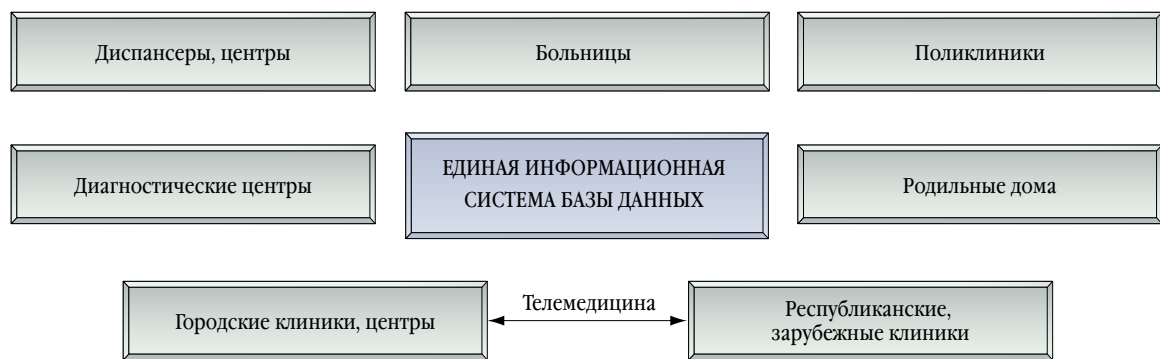 Диспансеры, центры
Больницы
Поликлиники
Диагностические центры
ЕДИНАЯ ИНФОРМАЦИОННАЯ
СИСТЕМА БАЗЫ ДАННЫХ
Родильные дома
Городские клиники, центры
Телемедицина
Республиканские,
зарубежные клиники